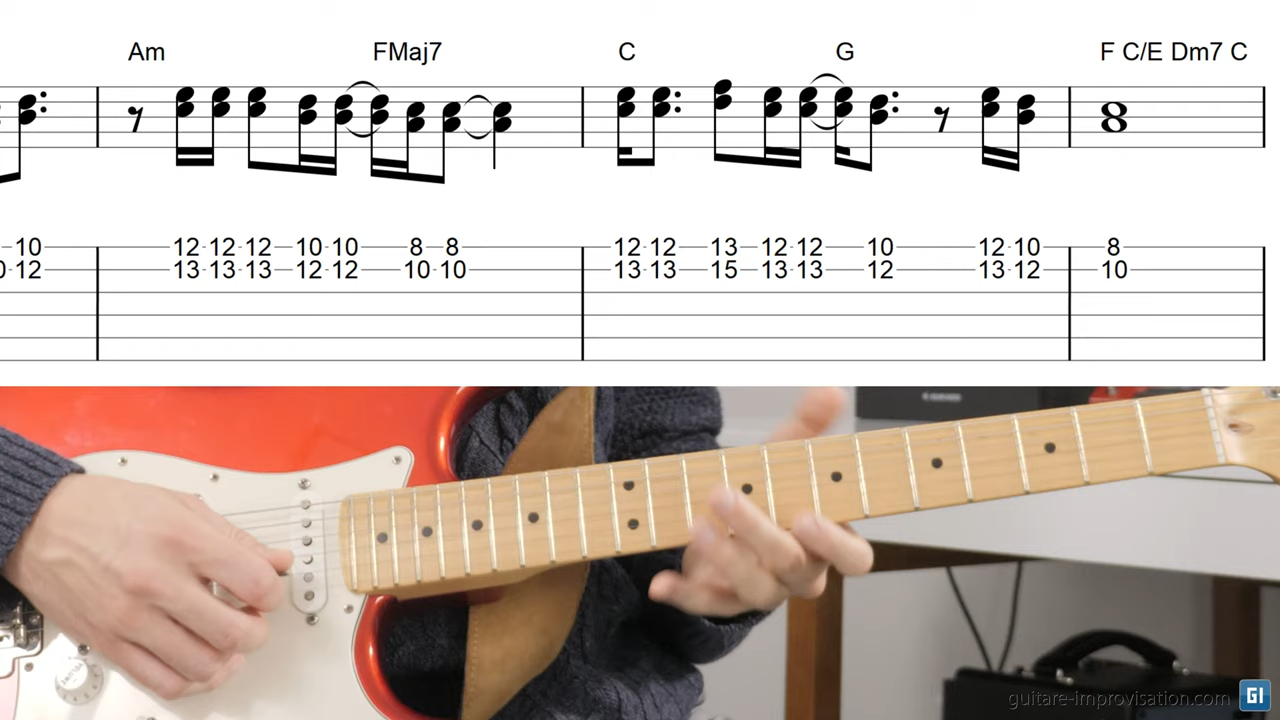 Am FMaj7 C G F C/E Dm7 C
10 12 12 12 10 10 8 8 12 12 13 12 12 10 12 10 8
0 12 13 13 13 12 12 10 10 13 13 15 13 13 12 13 12 10
guitare-improvisation.com GI